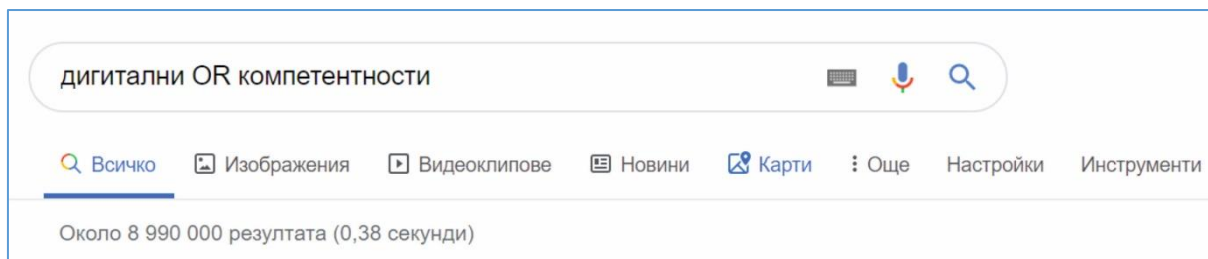 дигитални OR компетентности
Всичко Изображения Видеоклипове Новини Карти Още Настройки Инструменти
Около 8 990 000 резултата (0,38 секунди)